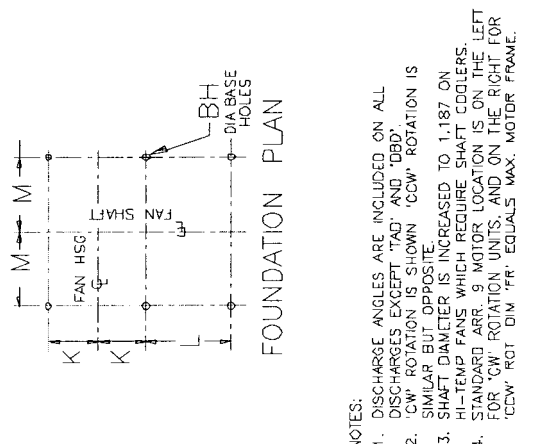 M M
K
K
L
FAN HSG
℄
FAN SHAFT
℄
BH
DIA BASE
HOLES
FOUNDATION PLAN
NOTES:
1. DISCHARGE ANGLES ARE INCLUDED ON ALL
DISCHARGES EXCEPT 'TAD' AND 'DBD'.
2. 'CW' ROTATION IS SHOWN 'CCW' ROTATION IS
SIMILAR BUT OPPOSITE.
3. SHAFT DIAMETER IS INCREASED TO 1.187 ON
HI-TEMP FANS WHICH REQUIRE SHAFT COOLERS.
4. STANDARD ARR. 9 MOTOR LOCATION IS ON THE LEFT
FOR 'CW' ROTATION UNITS, AND ON THE RIGHT FOR
'CCW' ROT DIM 'FR' EQUALS MAX. MOTOR FRAME.